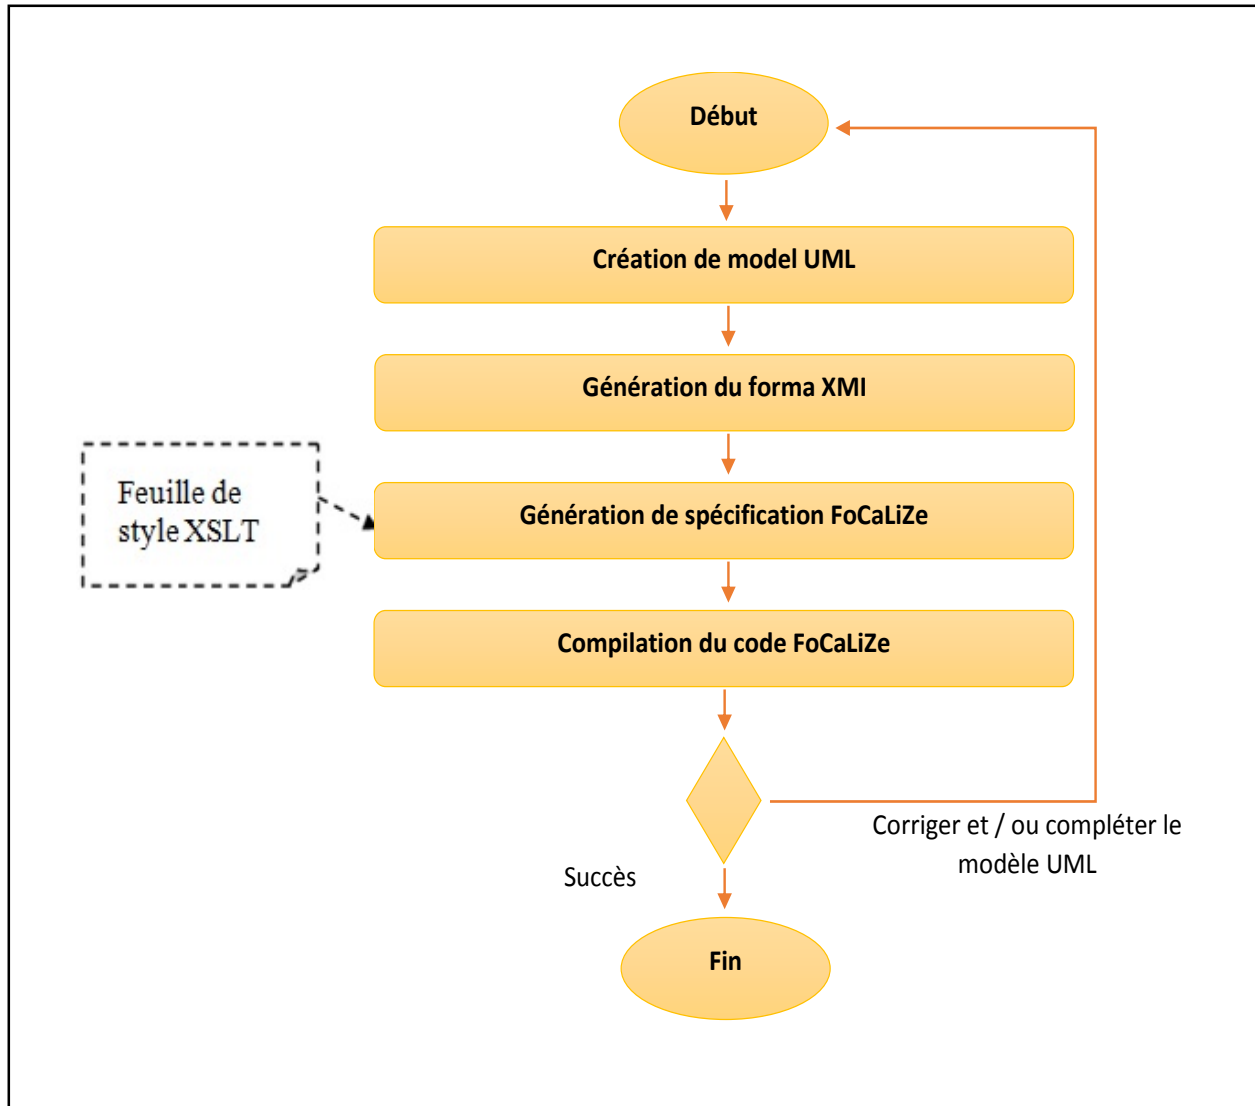 Début
Création de model UML
Génération du forma XMI
Feuille de
style XSLT
Génération de spécification FoCaLiZe
Compilation du code FoCaLiZe
Corriger et / ou compléter le
modèle UML
Succès
Fin